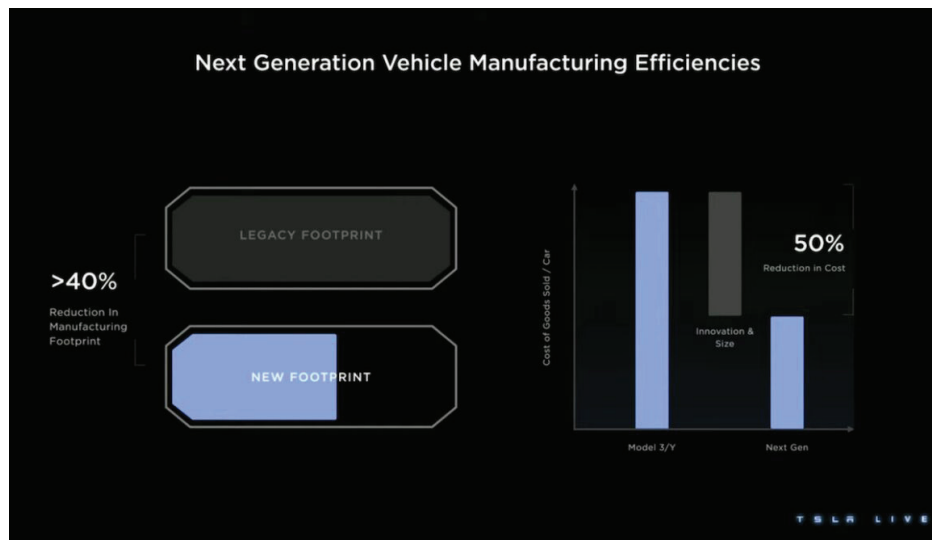 Next Generation Vehicle Manufacturing Efficiencies
LEGACY FOOTPRINT
>40%
Reduction In
Manufacturing
Footprint
NEW FOOTPRINT
Cost of Goods Sold / Car
50%
Reduction in Cost
Innovation &
Size
Model 3/Y
Next Gen
TSLA LIVE